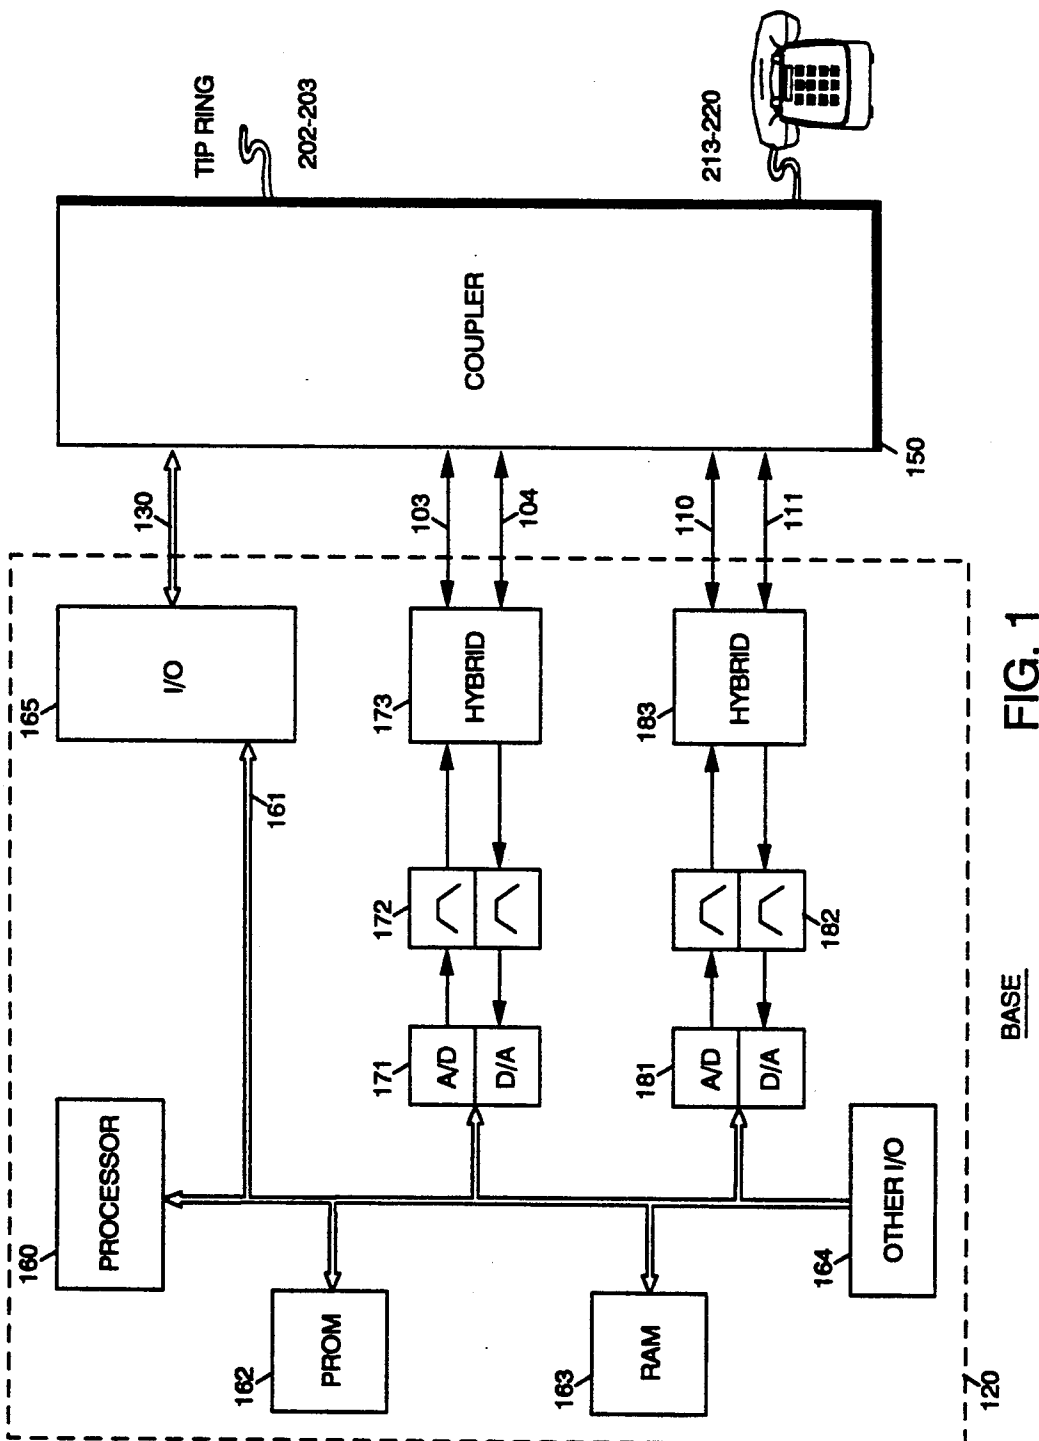 TIP RING
202-203
213-220
COUPLER
150
130
103
104
110
111
165
I/O
161
173
HYBRID
183
HYBRID
172
182
171
A/D
D/A
181
A/D
D/A
160
PROCESSOR
162
PROM
163
RAM
164
OTHER I/O
120
BASE
FIG. 1